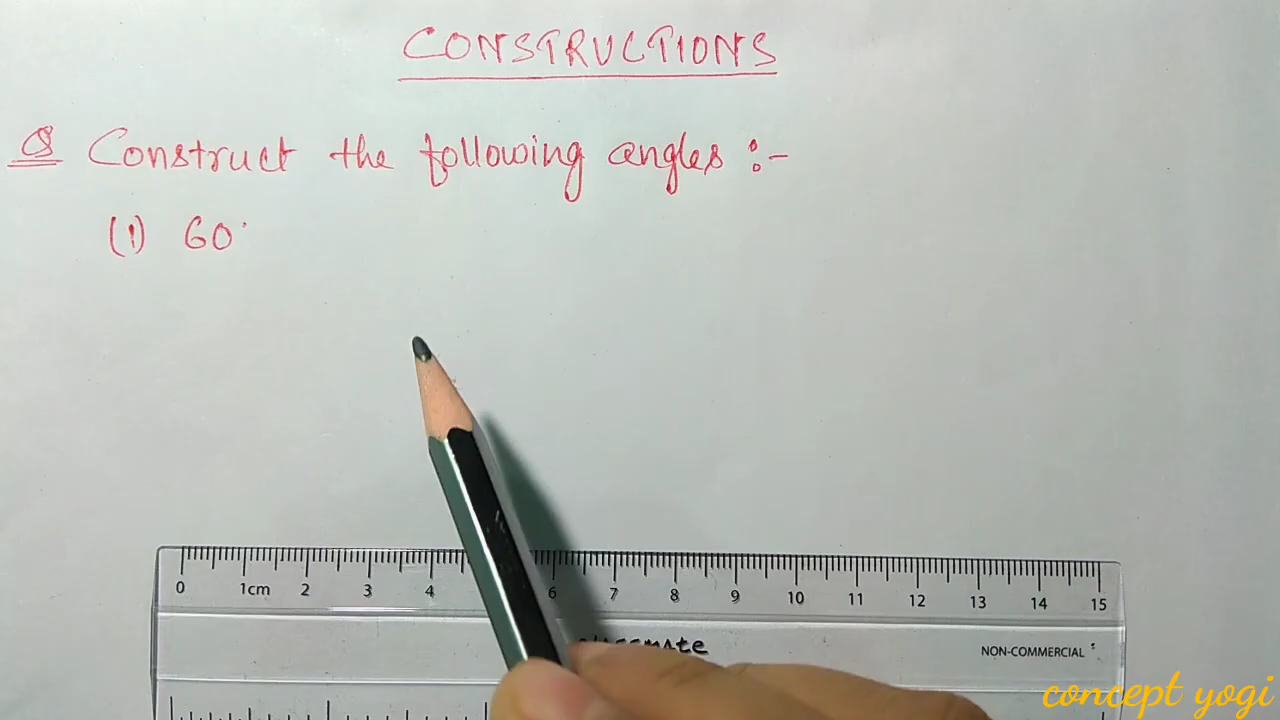 CONSTRUCTIONS
Q Construct the following angles :-
(1) 60°
0 1cm 2 3 4 6 7 8 9 10 11 12 13 14 15
NON-COMMERCIAL
concept yogi